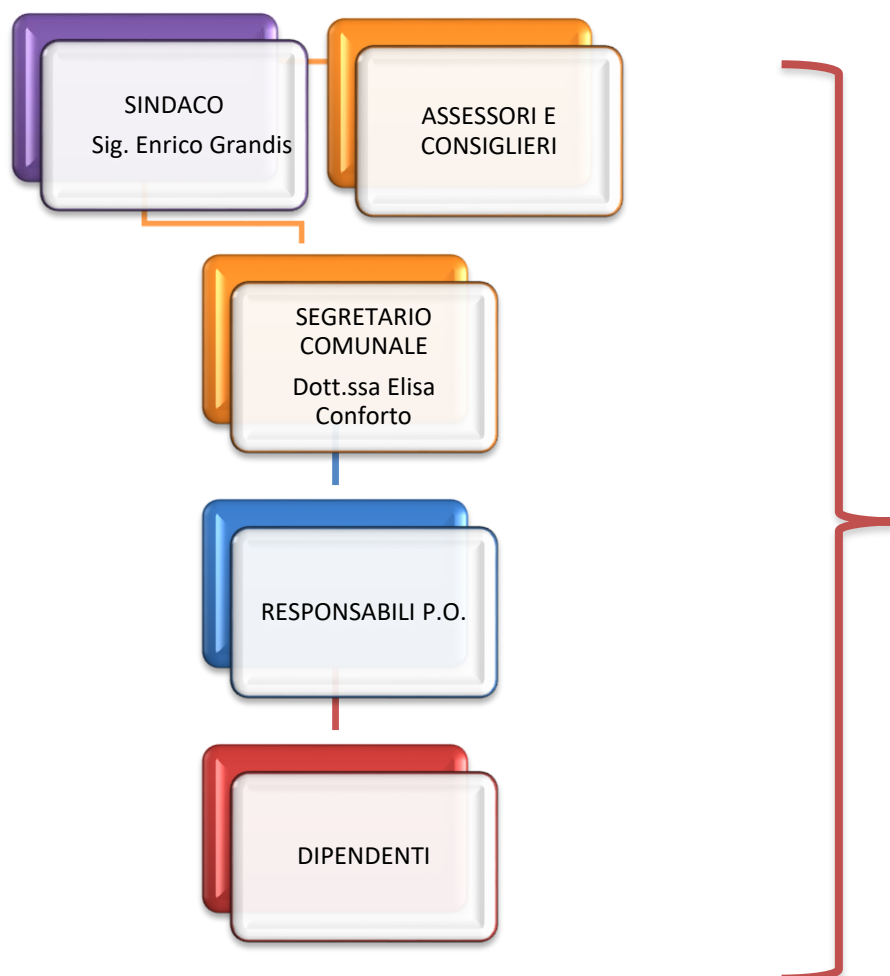 SINDACO
Sig. Enrico Grandis
ASSESSORI E
CONSIGLIERI
SEGRETARIO
COMUNALE
Dott.ssa Elisa
Conforto
RESPONSABILI P.O.
DIPENDENTI